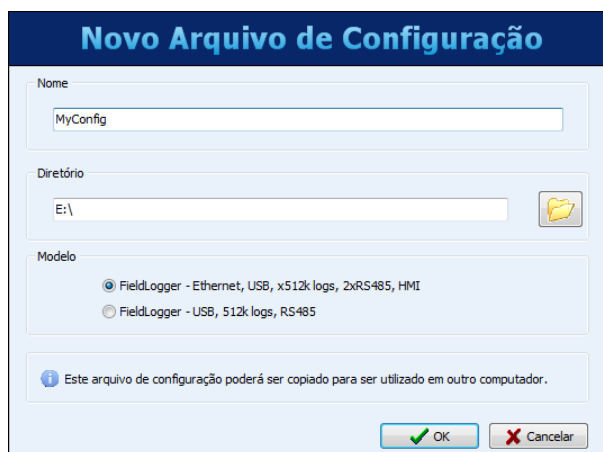 Novo Arquivo de Configuração
Nome
MyConfig
Diretório
E:\
Modelo
FieldLogger - Ethernet, USB, x512k logs, 2xRS485, HMI
FieldLogger - USB, 512k logs, RS485
Este arquivo de configuração poderá ser copiado para ser utilizado em outro computador.
OK Cancelar